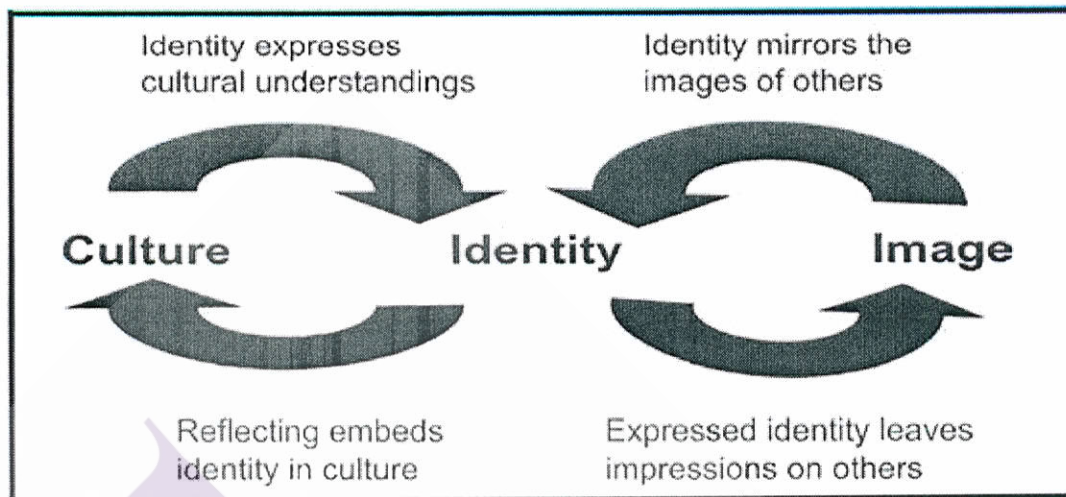 Identity expresses
cultural understandings
Identity mirrors the
images of others
Culture
Identity
Image
Reflecting embeds
identity in culture
Expressed identity leaves
impressions on others